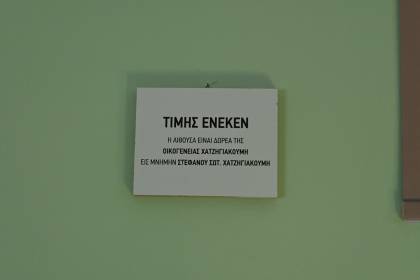 ΤΙΜΗΣ ΕΝΕΚΕΝ
Η ΑΙΘΟΥΣΑ ΕΙΝΑΙ ΔΩΡΕΑ ΤΗΣ
ΟΙΚΟΓΕΝΕΙΑΣ ΧΑΤΖΗΓΙΑΚΟΥΜΗ
ΕΙΣ ΜΝΗΜΗΝ ΣΤΕΦΑΝΟΥ ΣΩΤ. ΧΑΤΖΗΓΙΑΚΟΥΜΗ